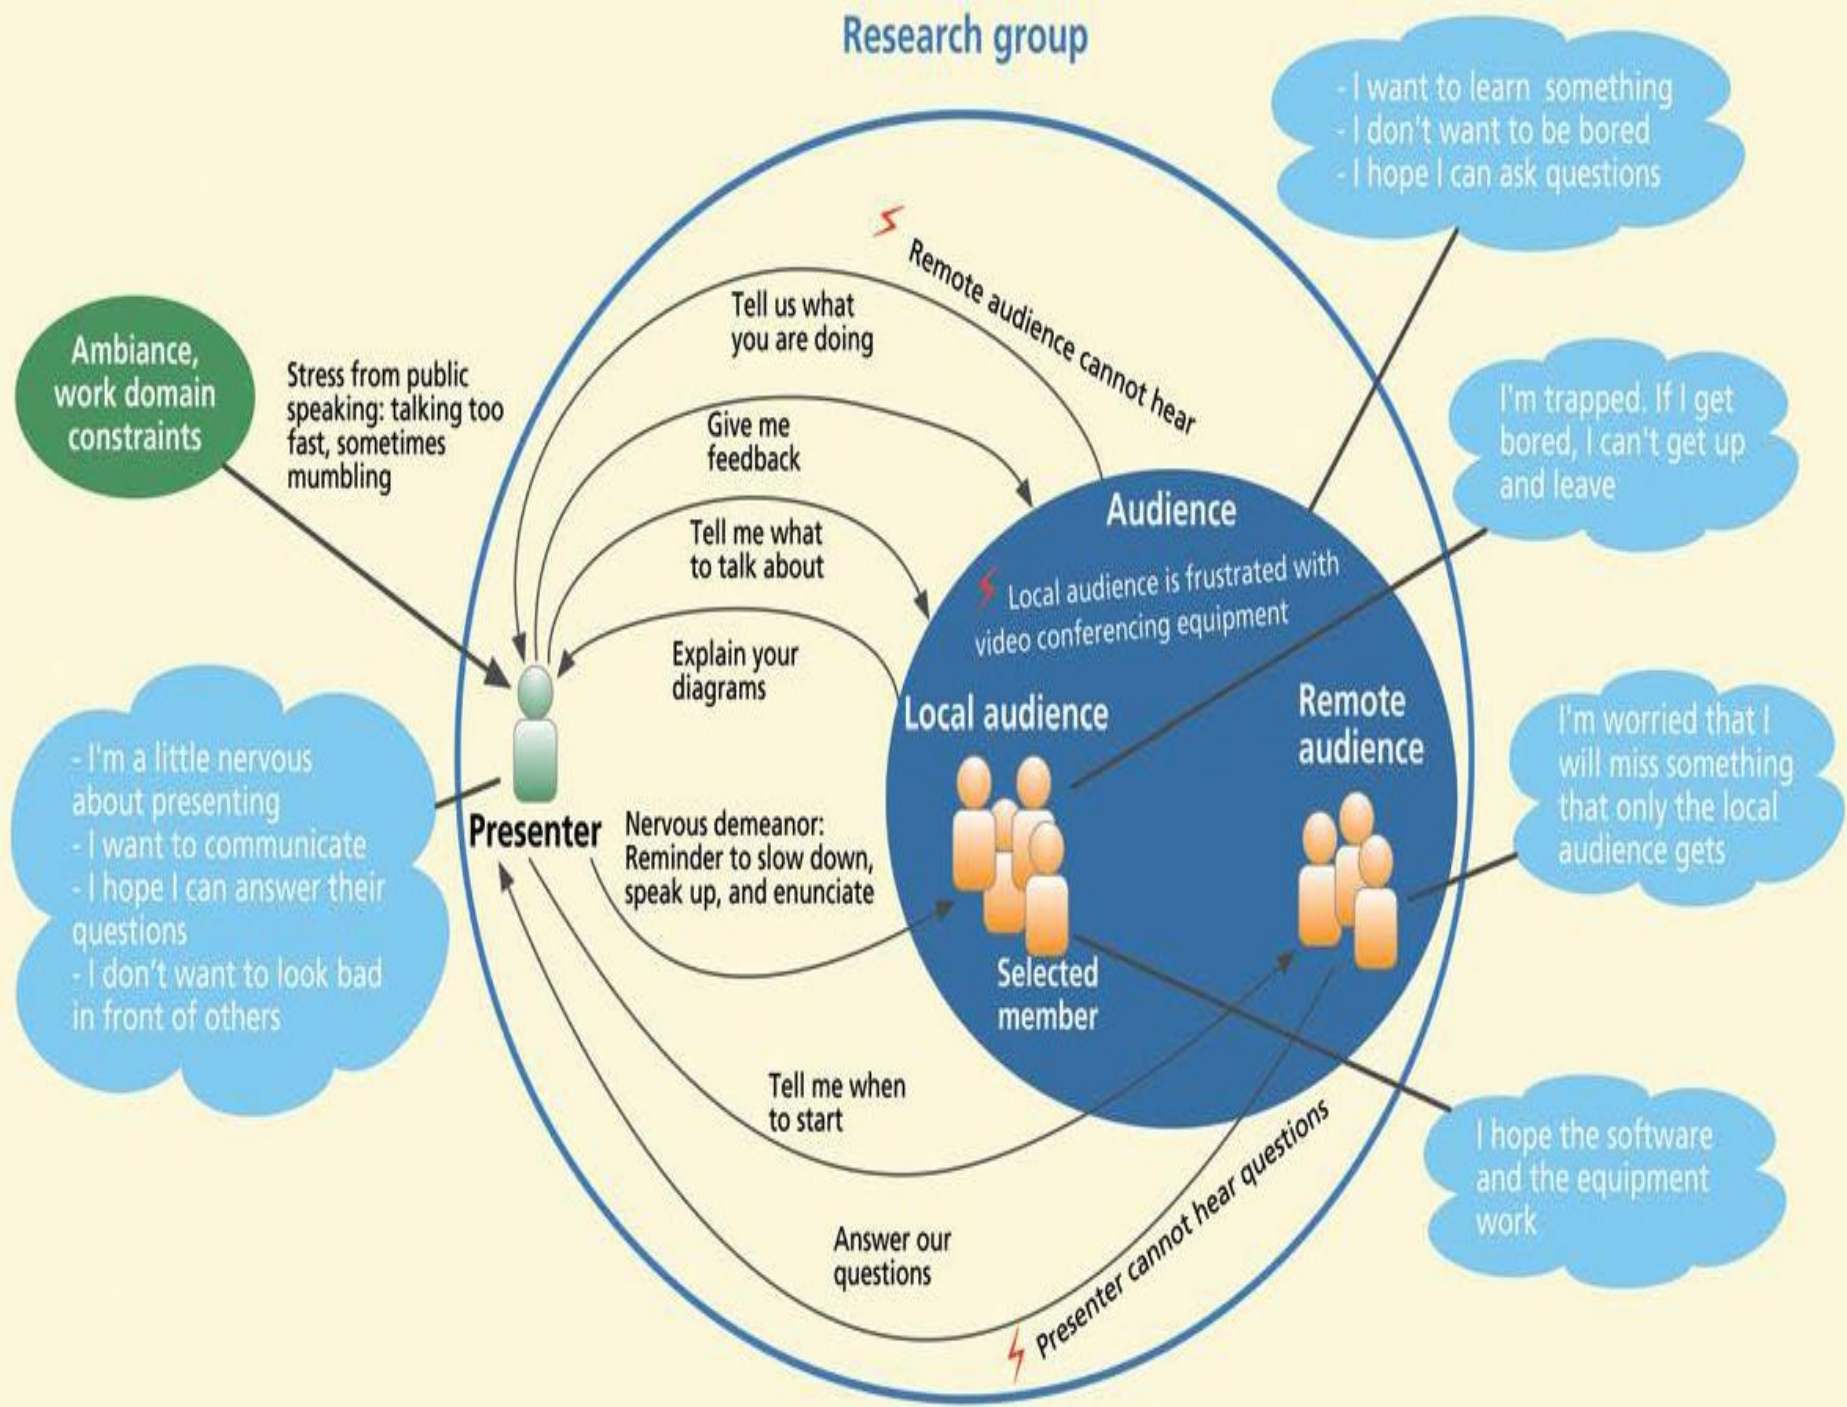 Research group
- I want to learn  something
- I don't want to be bored
- I hope I can ask questions
Remote audience cannot hear
Tell us what
you are doing
Ambiance,
work domain
constraints
Stress from public
speaking: talking too
fast, sometimes
mumbling
Give me
feedback
I'm trapped. If I get
bored, I can't get up
and leave
Audience
Tell me what
to talk about
Local audience is frustrated with
video conferencing equipment
Explain your
diagrams
Local audience
Remote
audience
I'm worried that I
will miss something
that only the local
audience gets
- I'm a little nervous
about presenting
- I want to communicate
- I hope I can answer their
questions
- I don't want to look bad
in front of others
Presenter
Nervous demeanor:
Reminder to slow down,
speak up, and enunciate
Selected
member
Tell me when
to start
I hope the software
and the equipment
work
Answer our
questions
Presenter cannot hear questions